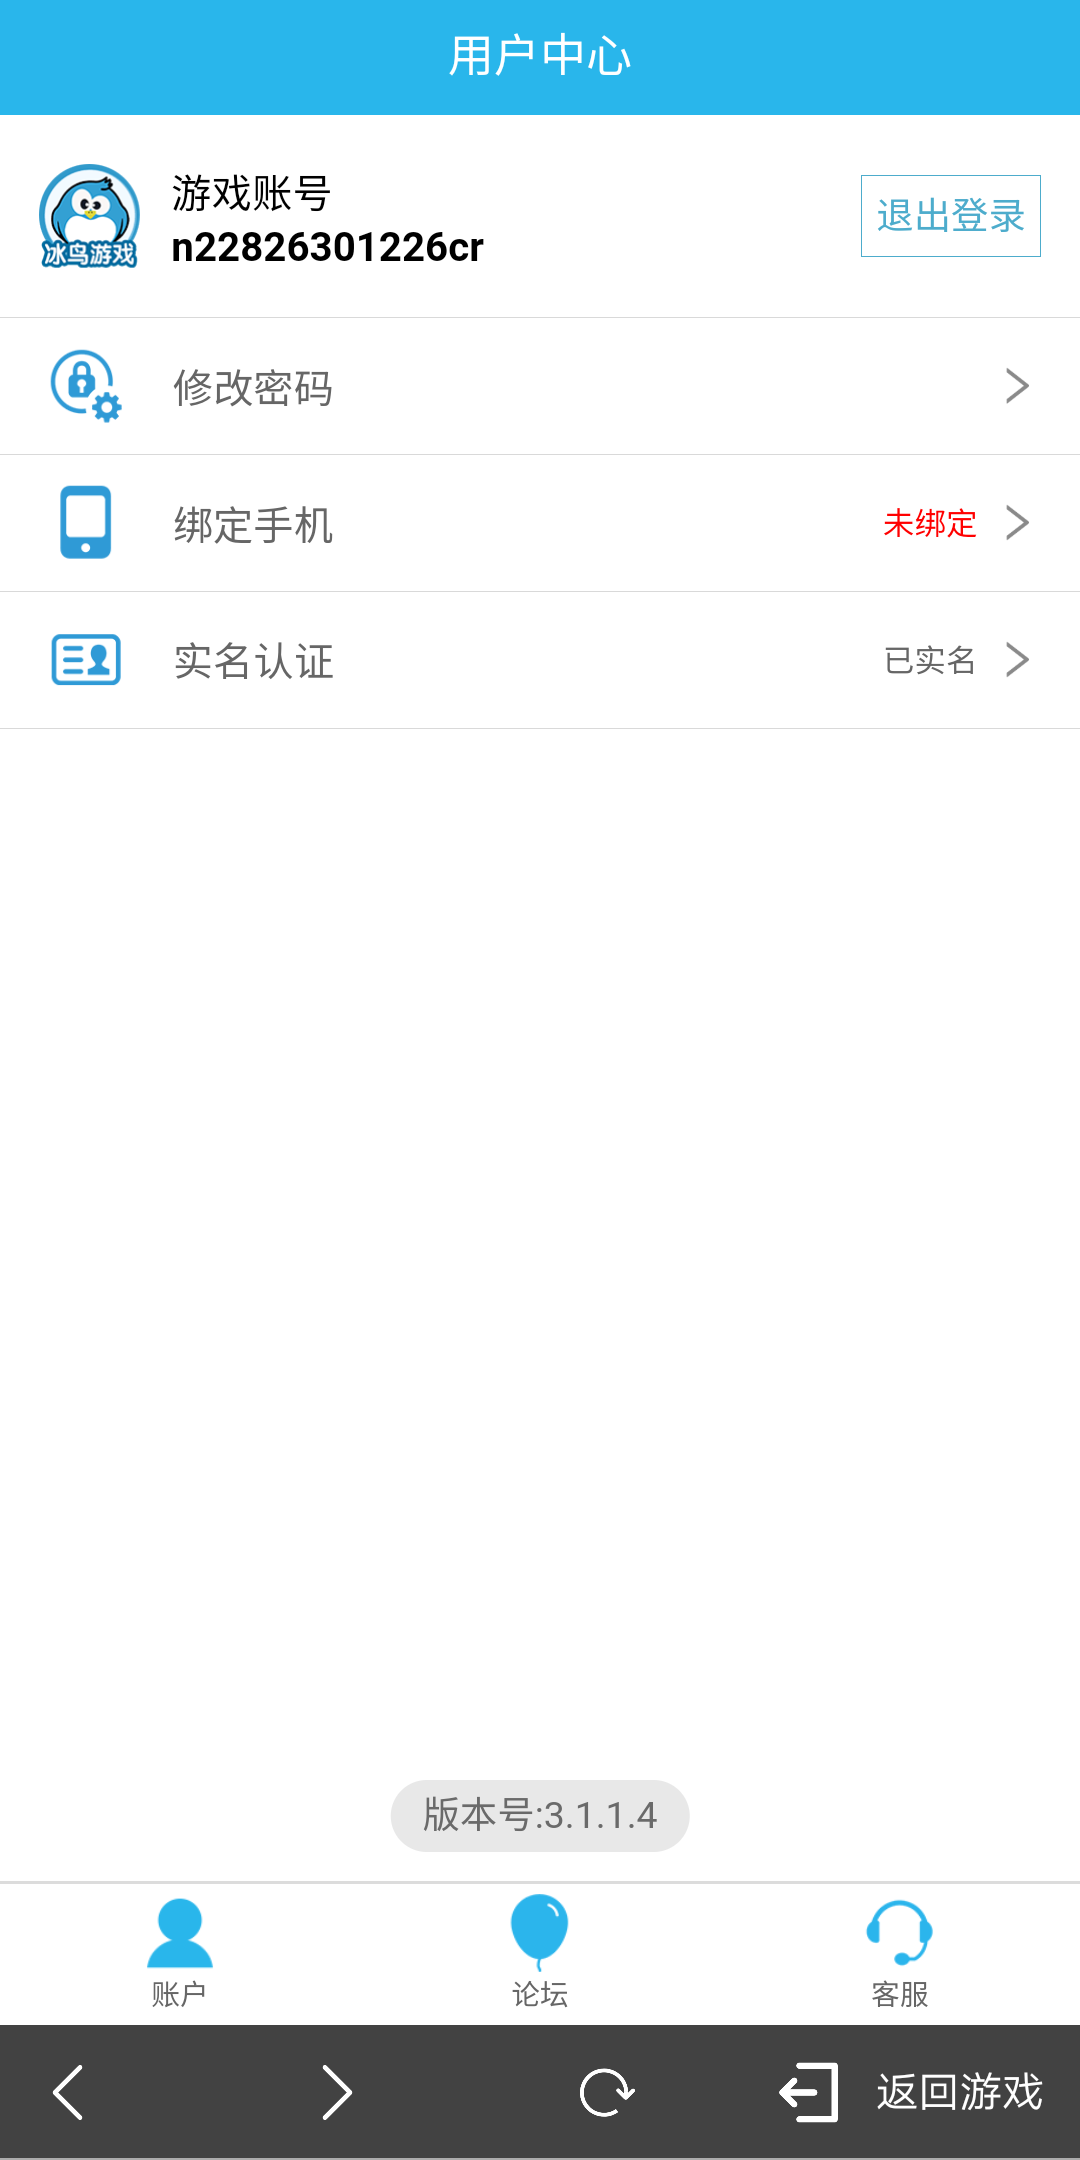 用户中心
冰鸟游戏
游戏账号
n22826301226cr
退出登录
修改密码
绑定手机
未绑定
实名认证
已实名
版本号:3.1.1.4
账户
论坛
客服
返回游戏